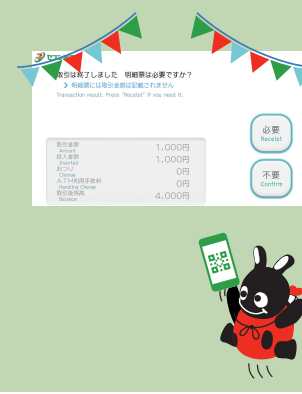 取引は終了しました 明細票は必要ですか?
明細票には取引金額は記載されません
Transaction result. Press "Receipt" if you need it.
取引金額 1,000円
Amount
投入金額 1,000円
Inserted
おつり 0円
Change
ATM利用手数料 0円
Handling Charge
取引後残高 4,000円
Balance
必要
Receipt
不要
Confirm